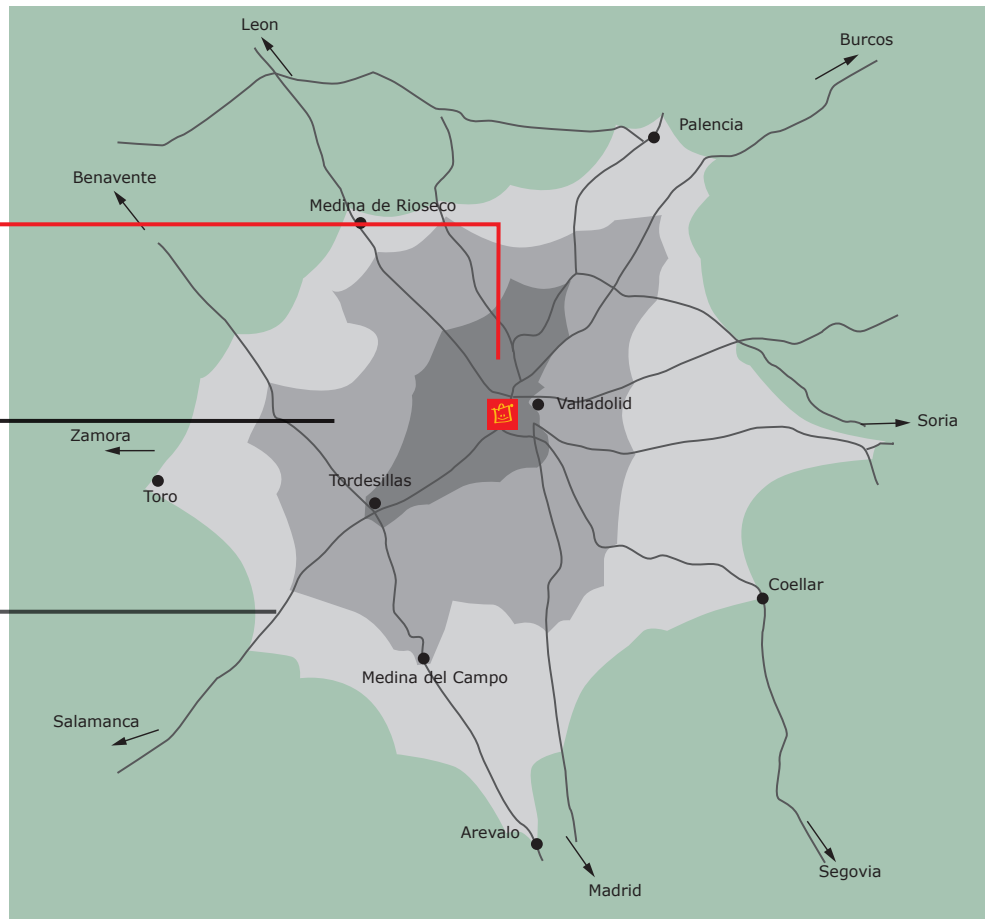 Leon
Burcos
Palencia
Benavente
Medina de Rioseco
Valladolid
Soria
Zamora
Tordesillas
Toro
Coellar
Medina del Campo
Salamanca
Arevalo
Segovia
Madrid